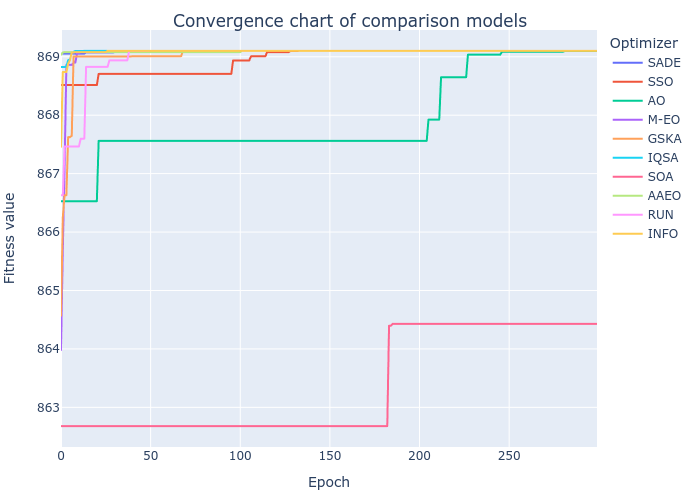 Convergence chart of comparison models
Optimizer
SADE
SSO
AO
M-EO
GSKA
IQSA
SOA
AAEO
RUN
INFO
Fitness value
869
868
867
866
865
864
863
0 50 100 150 200 250
Epoch